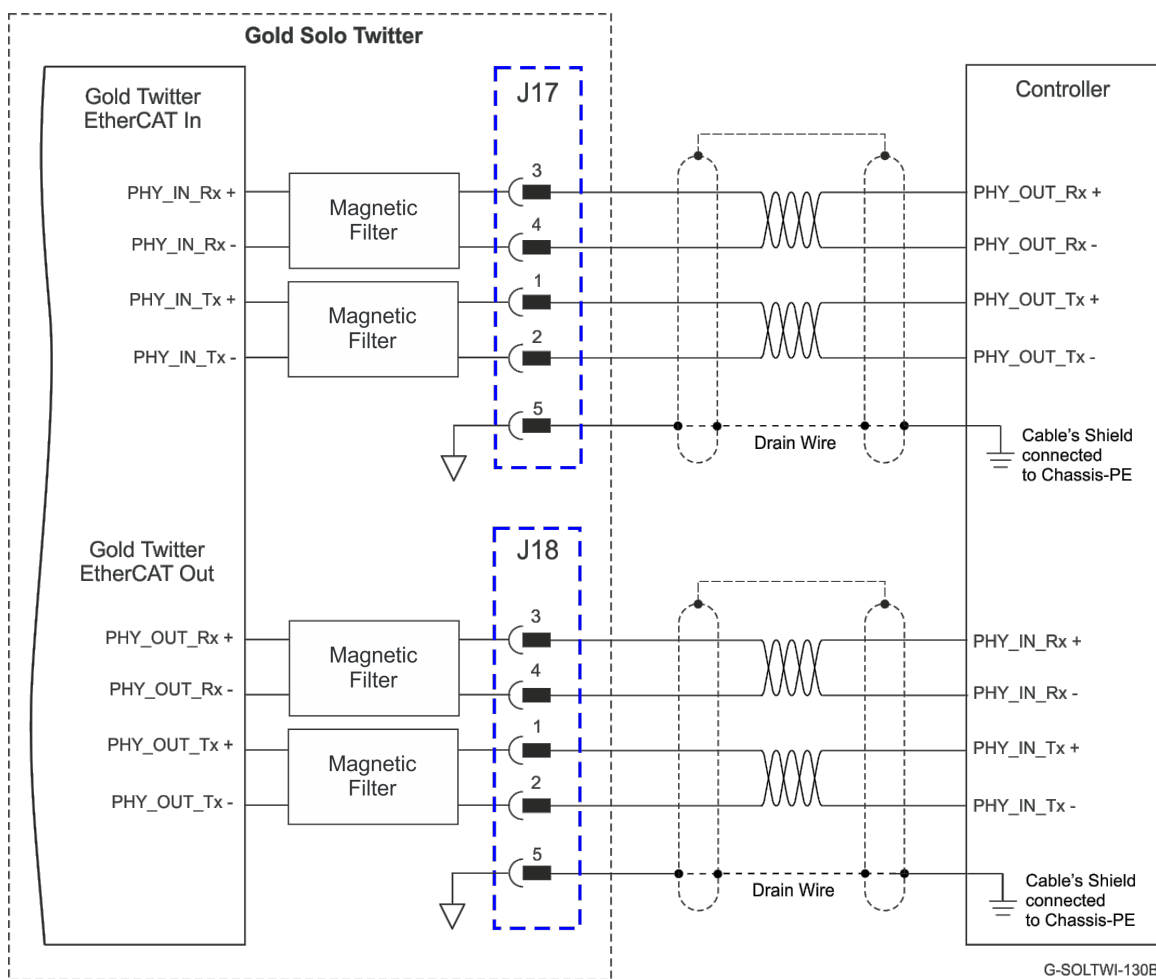 Gold Solo Twitter
Gold Twitter
EtherCAT In
J17
Controller
PHY_IN_Rx +
Magnetic
Filter
3
PHY_OUT_Rx +
PHY_IN_Rx -
4
PHY_OUT_Rx -
PHY_IN_Tx +
Magnetic
Filter
1
PHY_OUT_Tx +
PHY_IN_Tx -
2
PHY_OUT_Tx -
5
Drain Wire
Cable's Shield
connected
to Chassis-PE
Gold Twitter
EtherCAT Out
J18
PHY_OUT_Rx +
Magnetic
Filter
3
PHY_IN_Rx +
PHY_OUT_Rx -
4
PHY_IN_Rx -
PHY_OUT_Tx +
Magnetic
Filter
1
PHY_IN_Tx +
PHY_OUT_Tx -
2
PHY_IN_Tx -
5
Drain Wire
Cable's Shield
connected
to Chassis-PE
G-SOLTWI-130B